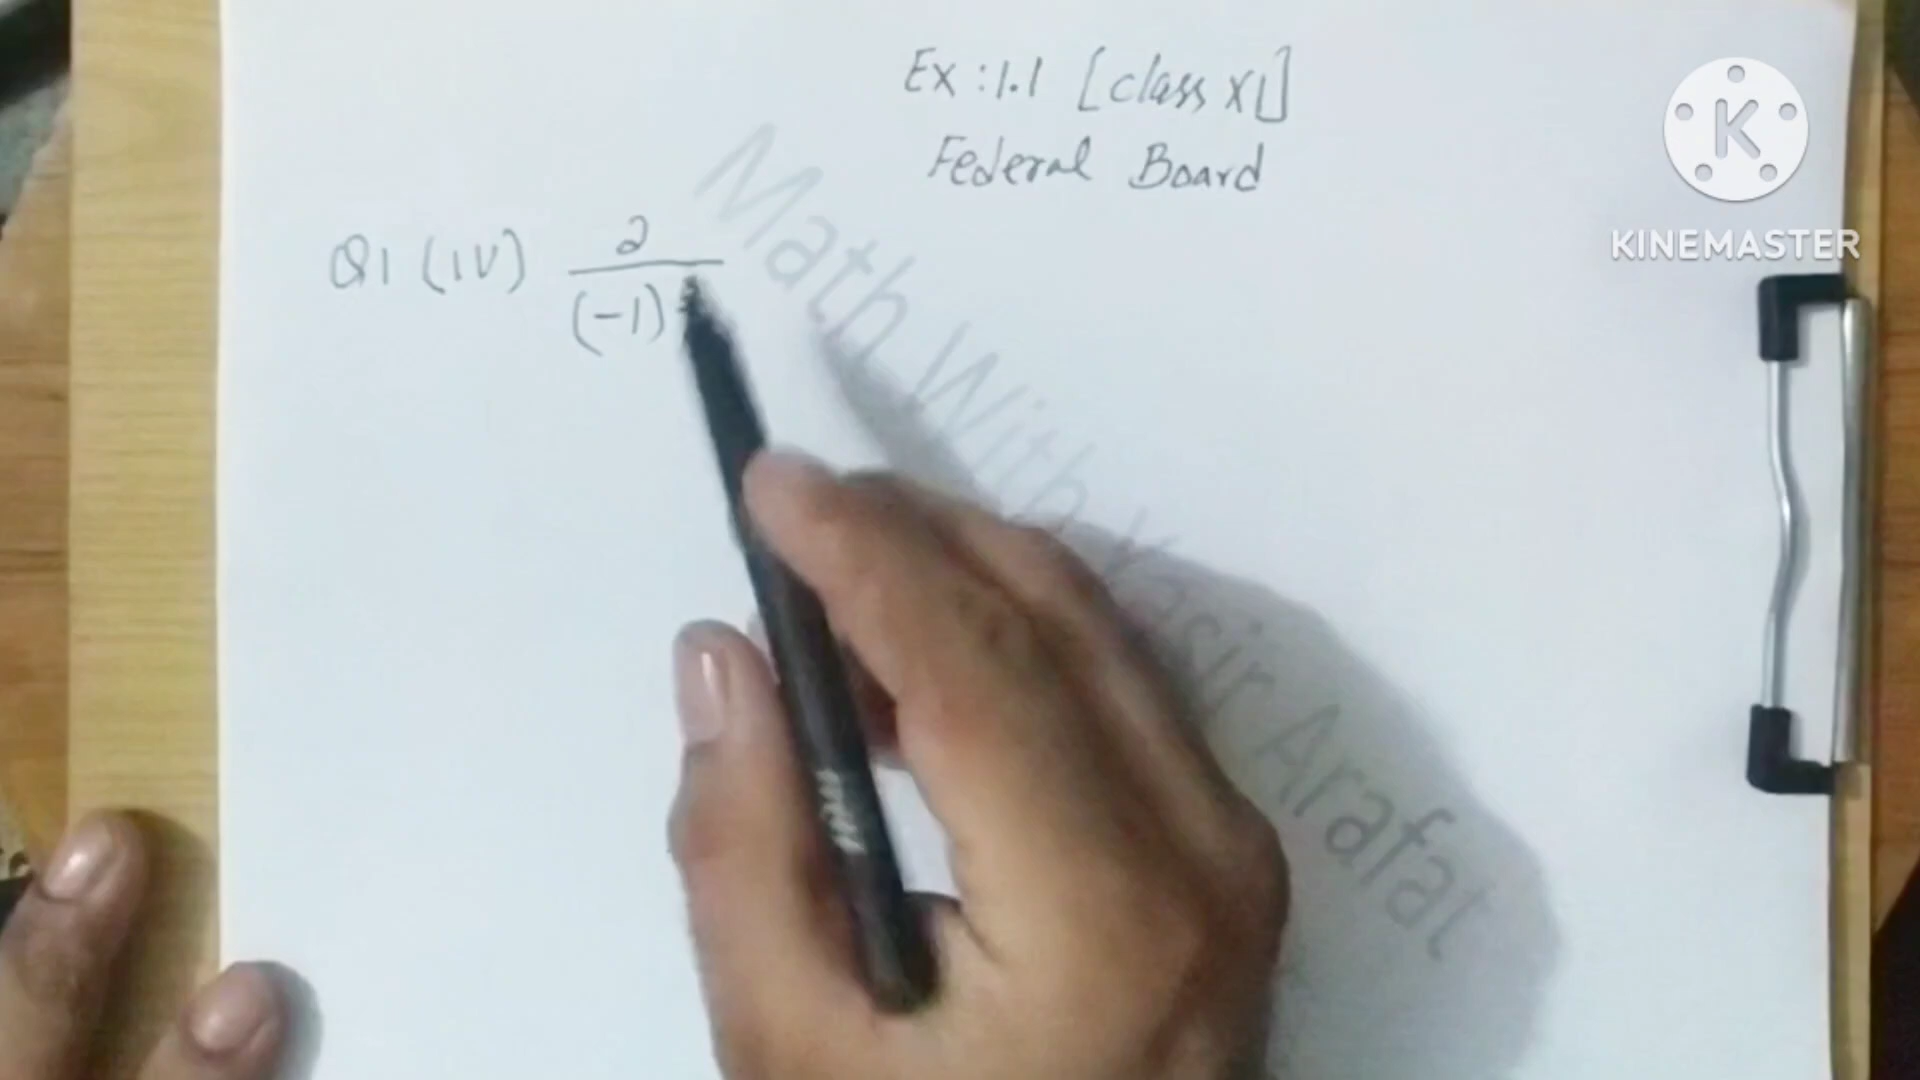 Ex : 1.1 [class XI]
Federal Board
Q1 (IV) 2
(-1)
Math With Yasir Arafat
K
KINEMASTER